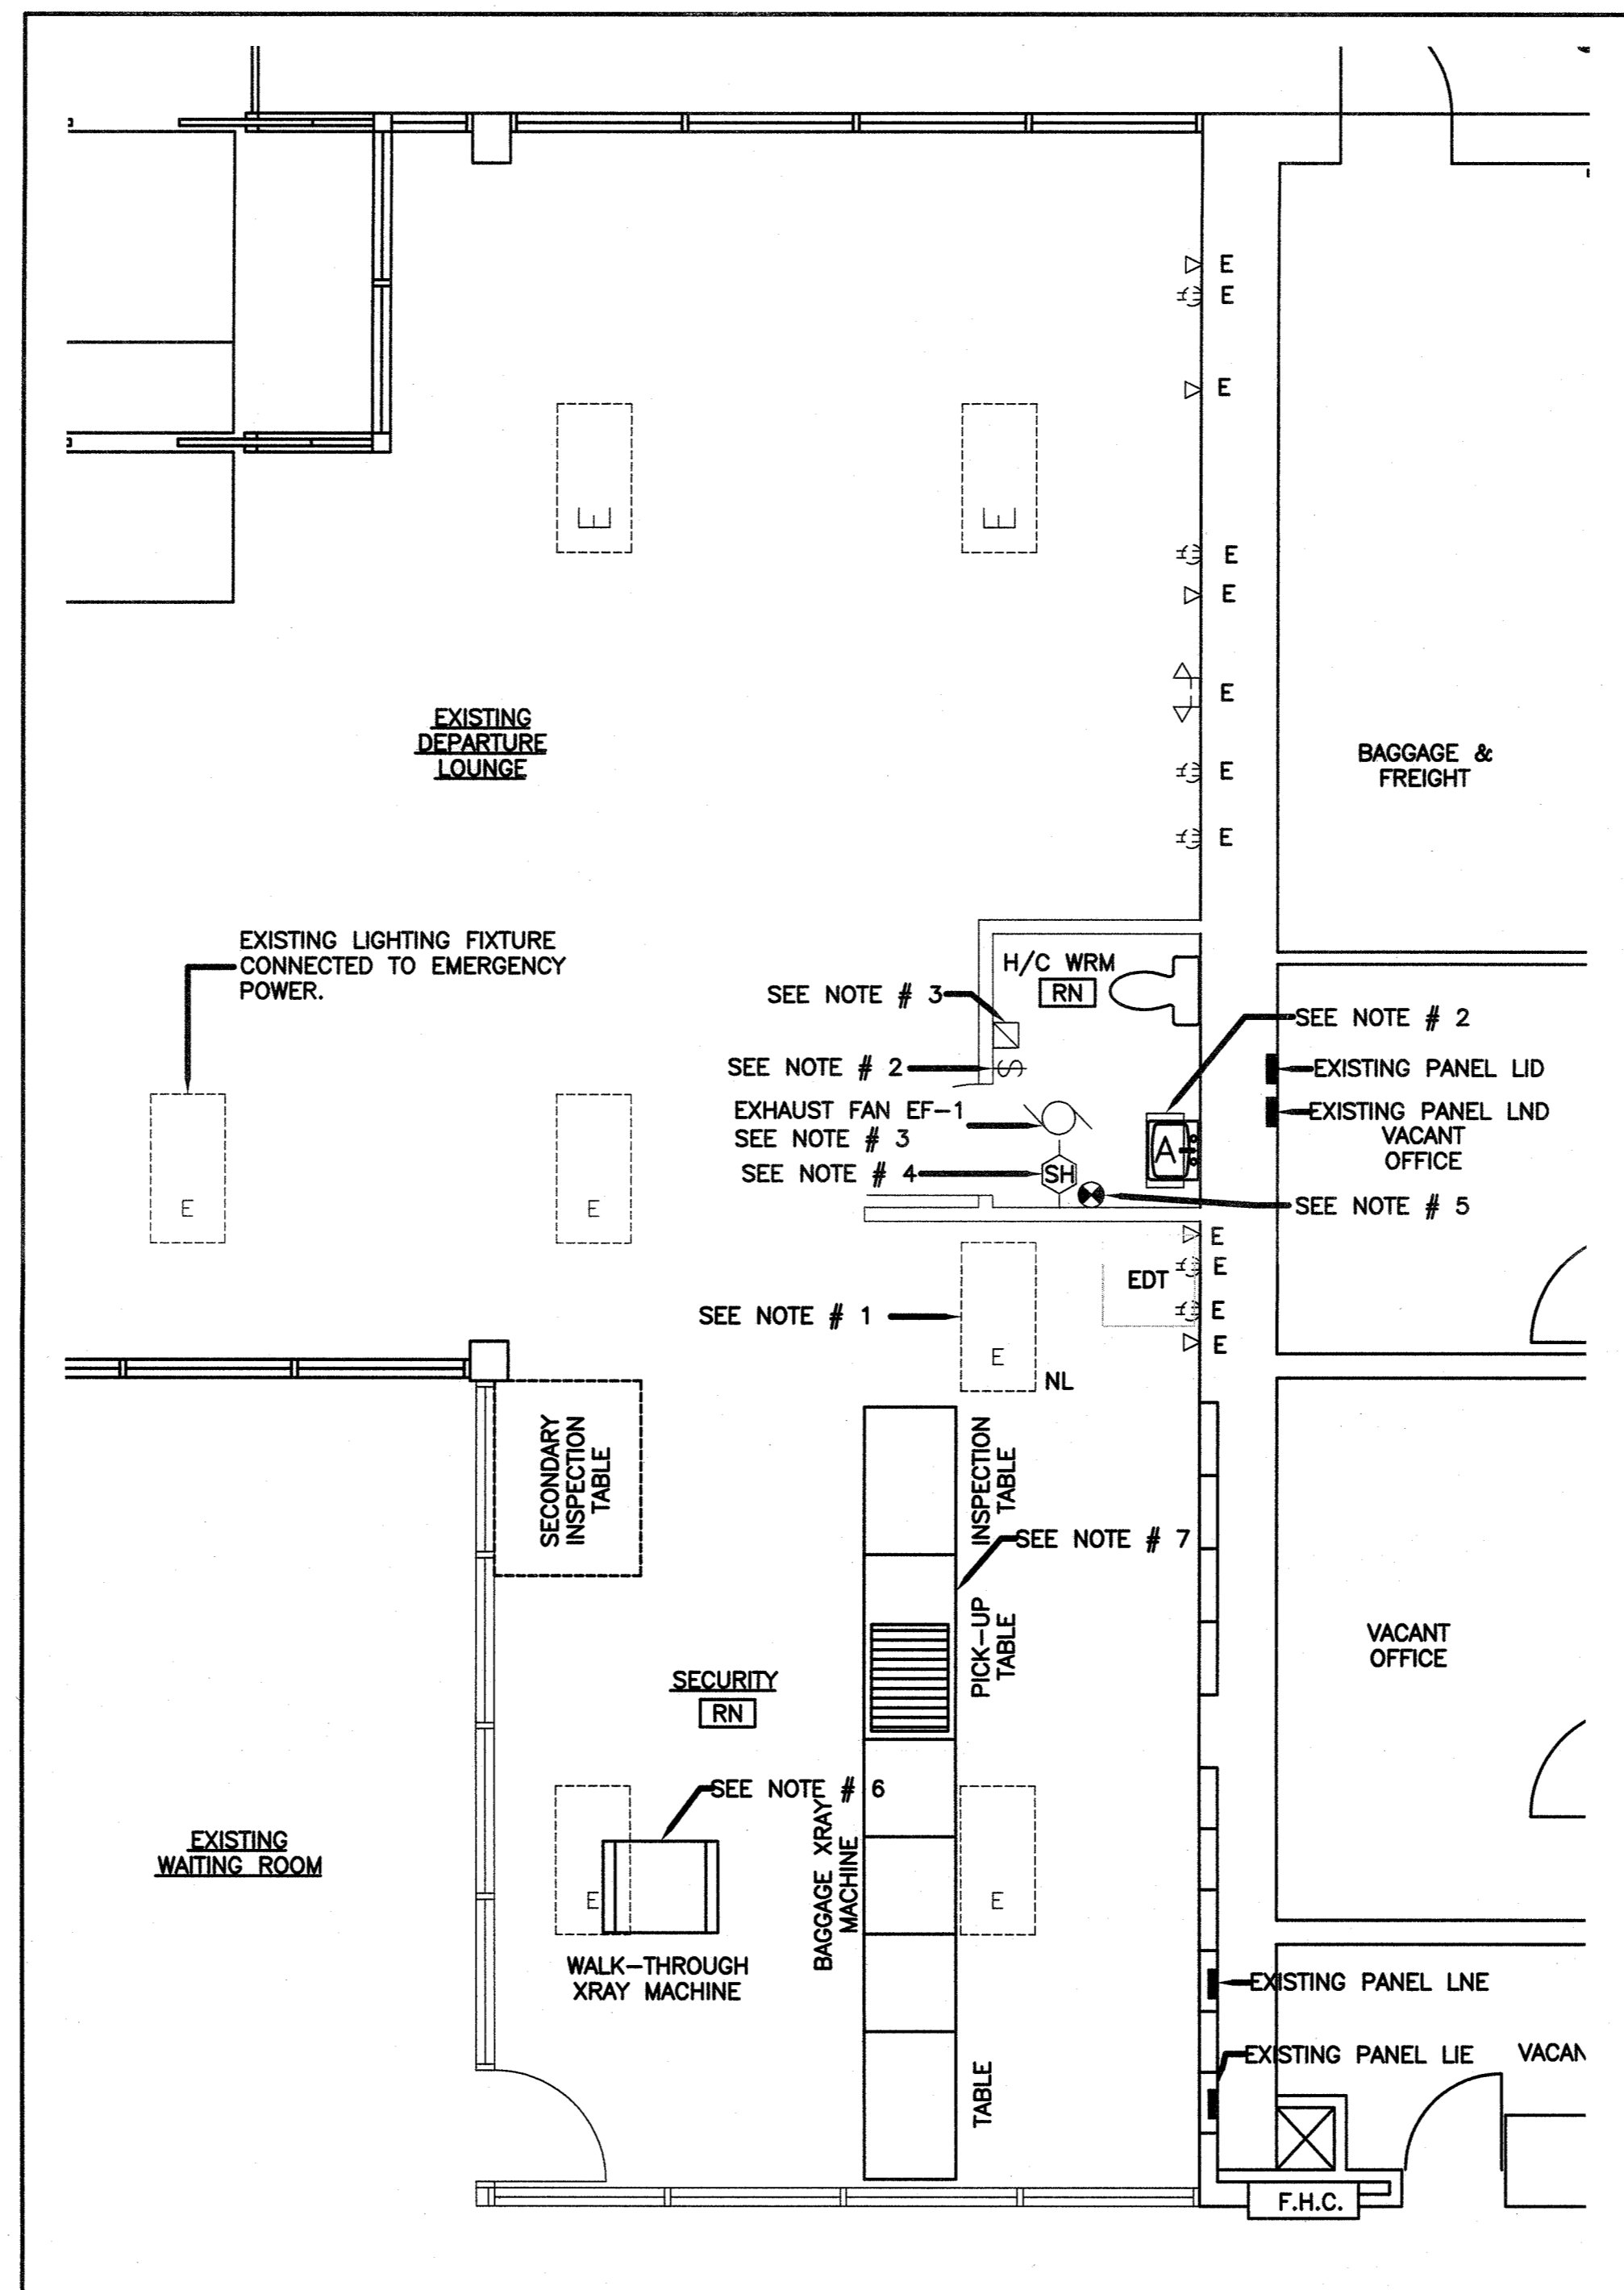 E
E
E
E
E
E
E
E
E
E
EXISTING
DEPARTURE
LOUNGE
BAGGAGE &
FREIGHT
EXISTING LIGHTING FIXTURE
CONNECTED TO EMERGENCY
POWER.
H/C WRM
RN
SEE NOTE # 3
SEE NOTE # 2
SEE NOTE # 2
EXISTING PANEL LID
EXHAUST FAN EF-1
SEE NOTE # 3
EXISTING PANEL LND
VACANT
OFFICE
A
SEE NOTE # 4
SH
SEE NOTE # 5
E
E
E
E
EDT
E
E
SEE NOTE # 1
E
NL
SECONDARY
INSPECTION
TABLE
INSPECTION
TABLE
SEE NOTE # 7
PICK-UP
TABLE
VACANT
OFFICE
SECURITY
RN
SEE NOTE # 6
EXISTING
WAITING ROOM
BAGGAGE XRAY
MACHINE
E
E
WALK-THROUGH
XRAY MACHINE
EXISTING PANEL LNE
EXISTING PANEL LIE
VACAN
TABLE
F.H.C.